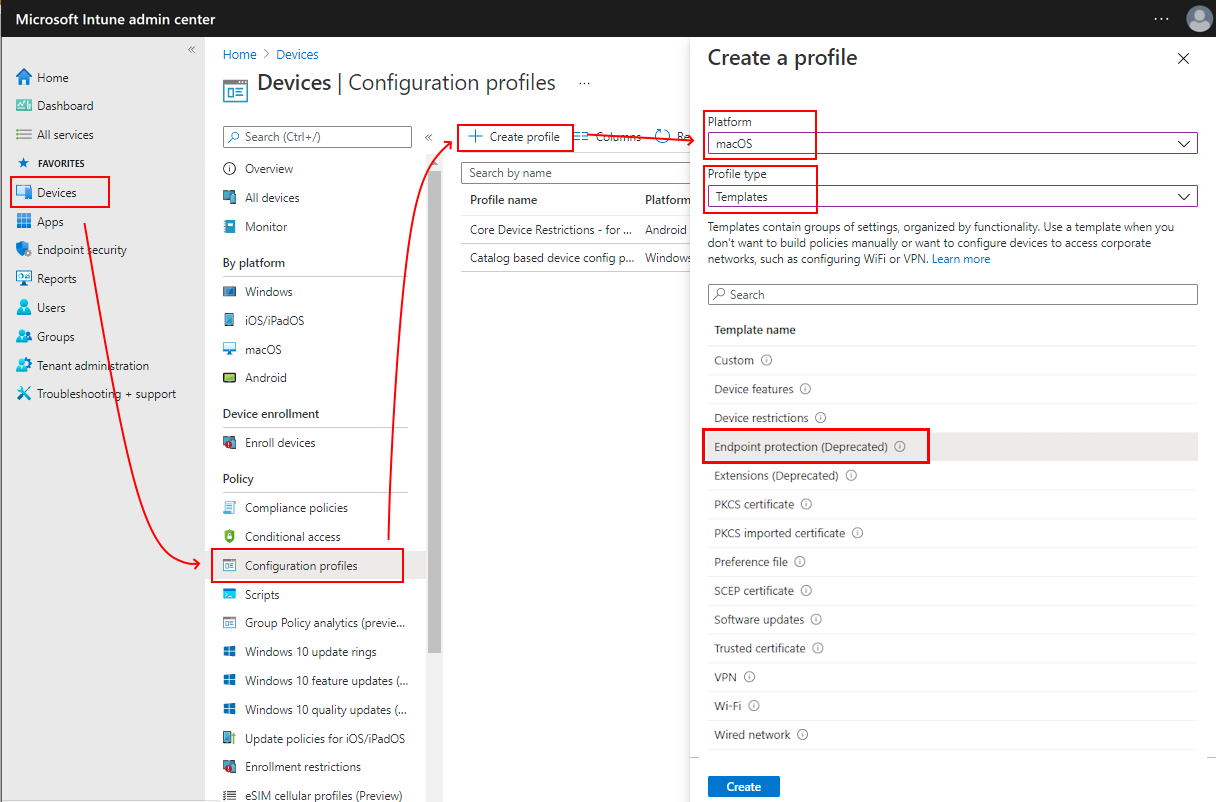 Microsoft Intune admin center
Home
Dashboard
All services
FAVORITES
Devices
Apps
Endpoint security
Reports
Users
Groups
Tenant administration
Troubleshooting + support
Home > Devices
Devices | Configuration profiles
Search (Ctrl+/)
Overview
All devices
Monitor
By platform
Windows
iOS/iPadOS
macOS
Android
Device enrollment
Enroll devices
Policy
Compliance policies
Conditional access
Configuration profiles
Scripts
Group Policy analytics (previe...
Windows 10 update rings
Windows 10 feature updates (...
Windows 10 quality updates (...
Update policies for iOS/iPadOS
Enrollment restrictions
eSIM cellular profiles (Preview)
Create profile Columns Re
Search by name
Profile name Platform
Core Device Restrictions - for ... Android
Catalog based device config p... Windows
Create a profile
Platform
macOS
Profile type
Templates
Templates contain groups of settings, organized by functionality. Use a template when you
don't want to build policies manually or want to configure devices to access corporate
networks, such as configuring WiFi or VPN. Learn more
Search
Template name
Custom
Device features
Device restrictions
Endpoint protection (Deprecated)
Extensions (Deprecated)
PKCS certificate
PKCS imported certificate
Preference file
SCEP certificate
Software updates
Trusted certificate
VPN
Wi-Fi
Wired network
Create